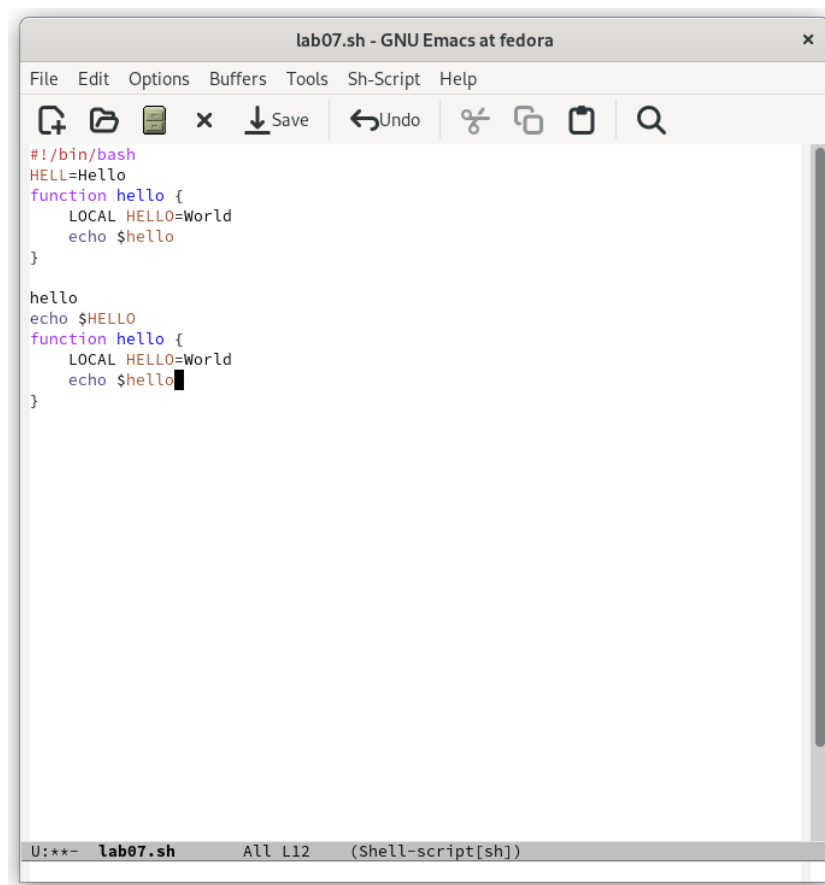 lab07.sh - GNU Emacs at fedora
File Edit Options Buffers Tools Sh-Script Help
Save Undo
#!/bin/bash
HELL=Hello
function hello {
    LOCAL HELLO=World
    echo $hello
}
hello
echo $HELLO
function hello {
    LOCAL HELLO=World
    echo $hello
}
U:**-  lab07.sh       All L12    (Shell-script[sh])